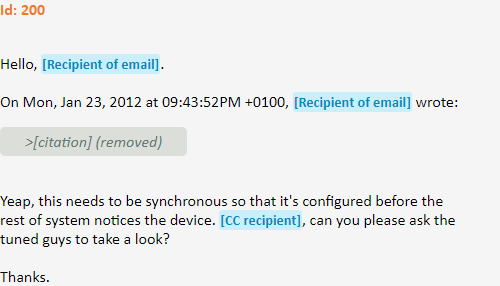 Id: 200
Hello, [Recipient of email].
On Mon, Jan 23, 2012 at 09:43:52PM +0100, [Recipient of email] wrote:
>[citation] (removed)
Yeap, this needs to be synchronous so that it's configured before the
rest of system notices the device. [CC recipient], can you please ask the
tuned guys to take a look?
Thanks.